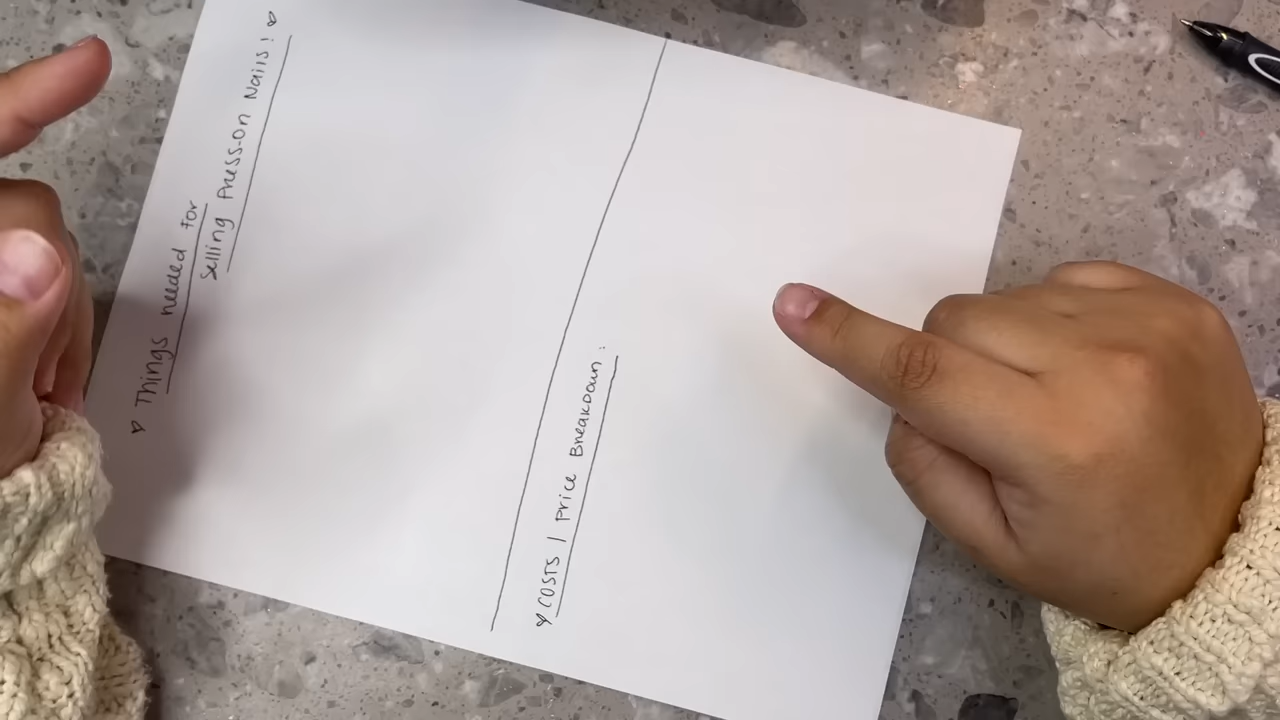 ♡ Things needed for
Selling Press-On Nails! ♡
♡ COSTS | Price Breakdown: